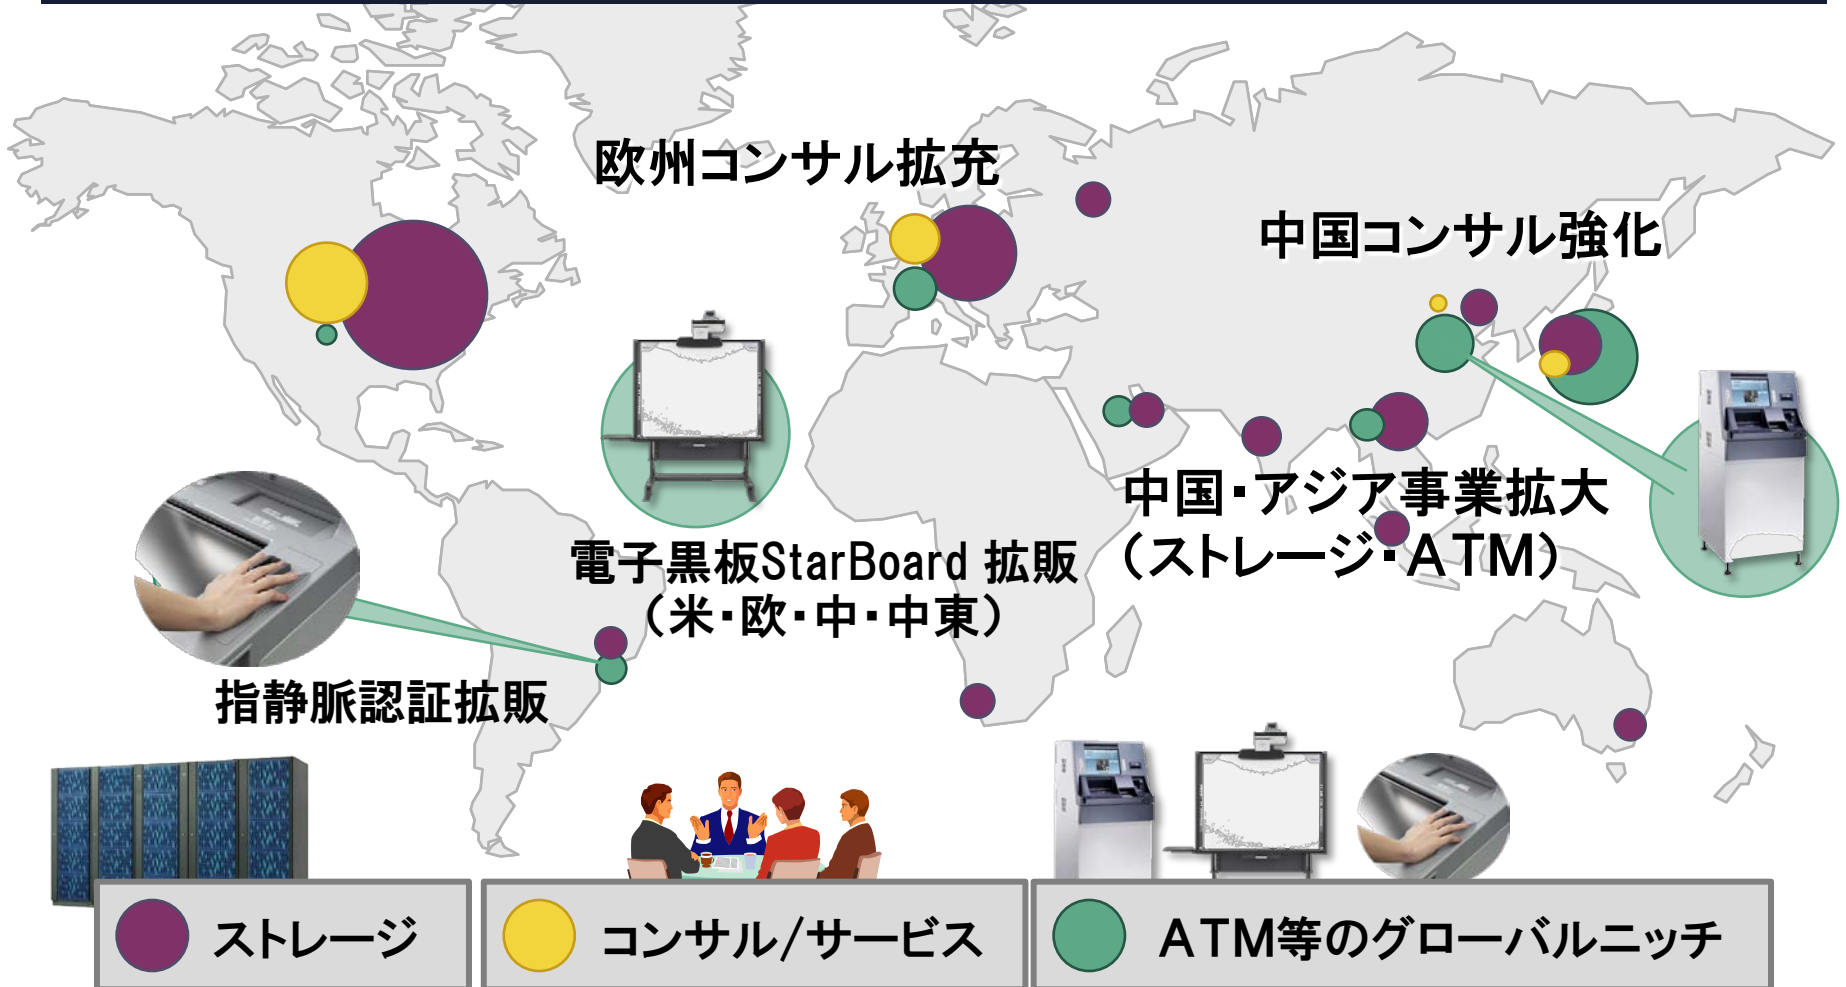 欧州コンサル拡充
中国コンサル強化
中国・アジア事業拡大
（ストレージ・ＡＴＭ）
電子黒板StarBoard 拡販
（米・欧・中・中東）
指静脈認証拡販
ストレージ
コンサル/サービス
ＡＴＭ等のグローバルニッチ